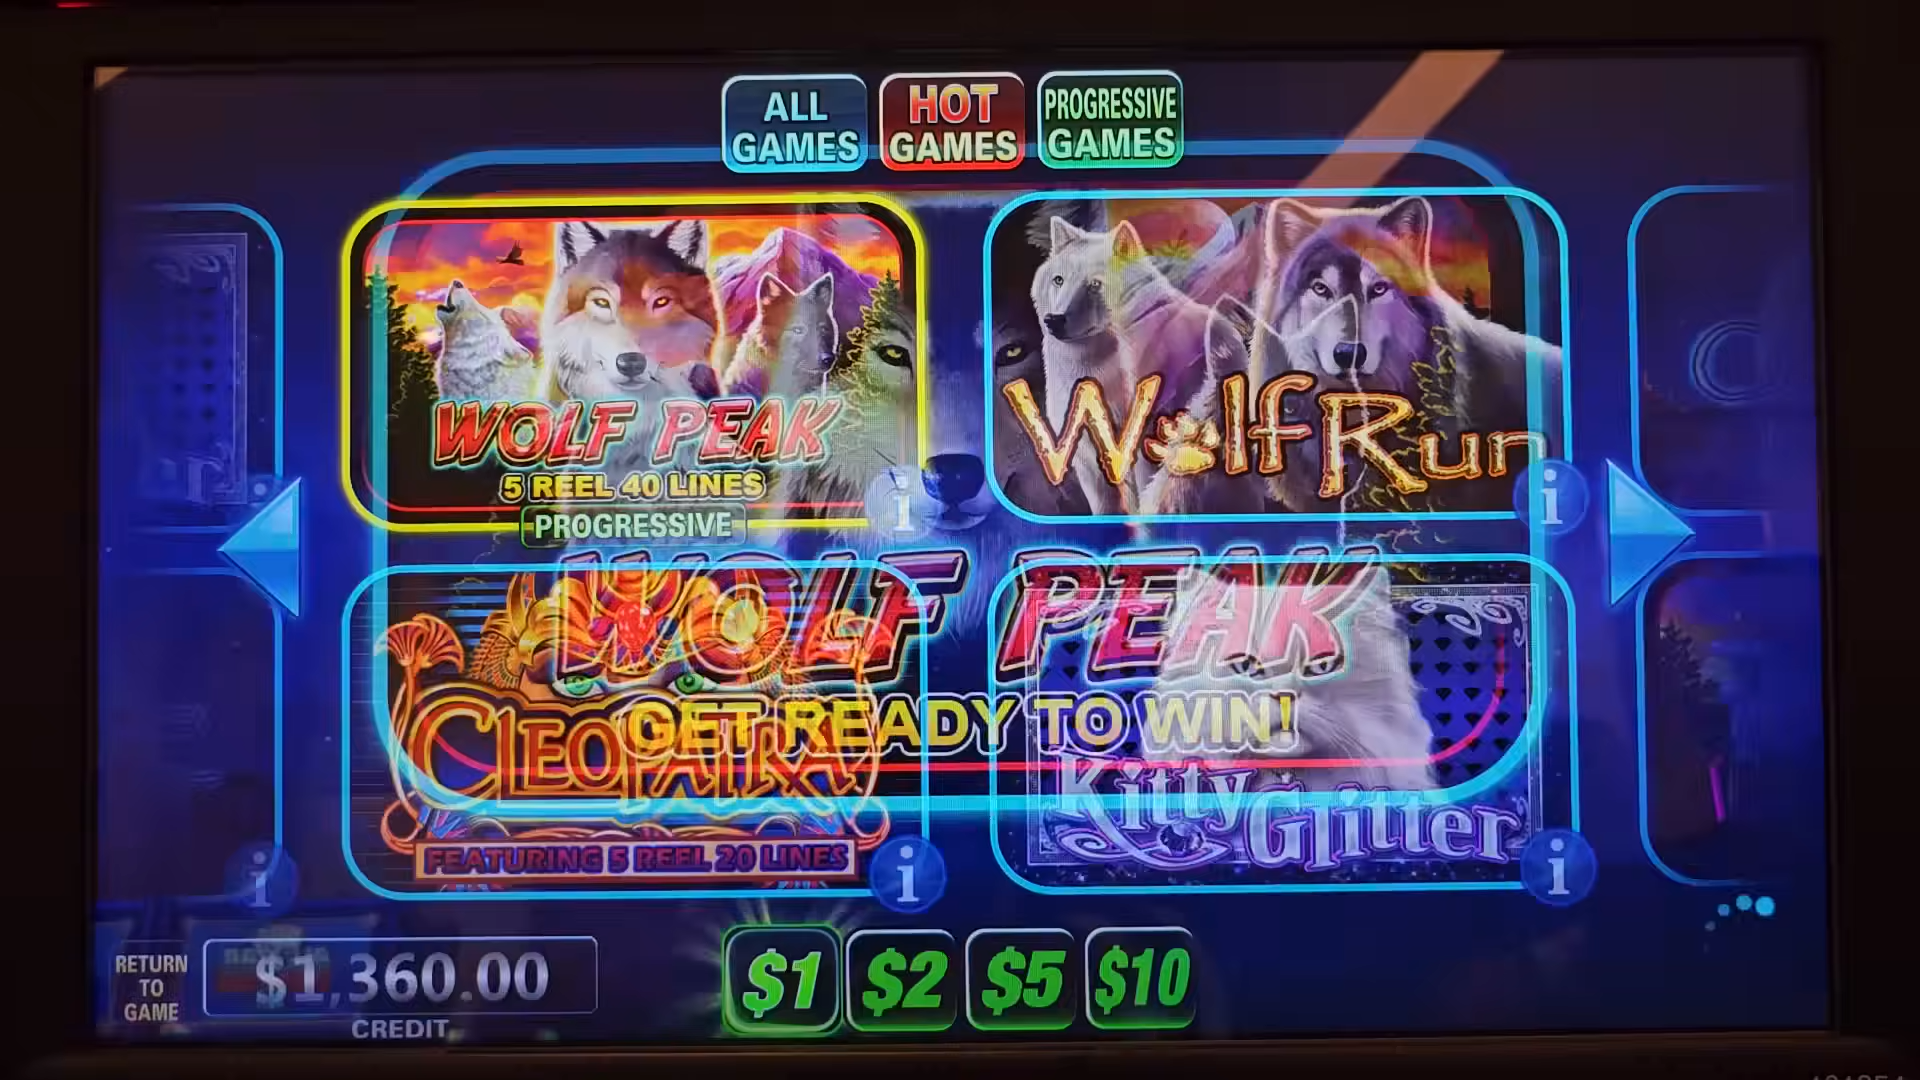 ALL
GAMES
HOT
GAMES
PROGRESSIVE
GAMES
WOLF PEAK
5 REEL 40 LINES
PROGRESSIVE
i
Wolf Run
i
WOLF PEAK
GET READY TO WIN!
CLEOPATRA
FEATURING 5 REEL 20 LINES
i
Kitty Glitter
i
i
RETURN
TO
GAME
$1,360.00
CREDIT
$1
$2
$5
$10